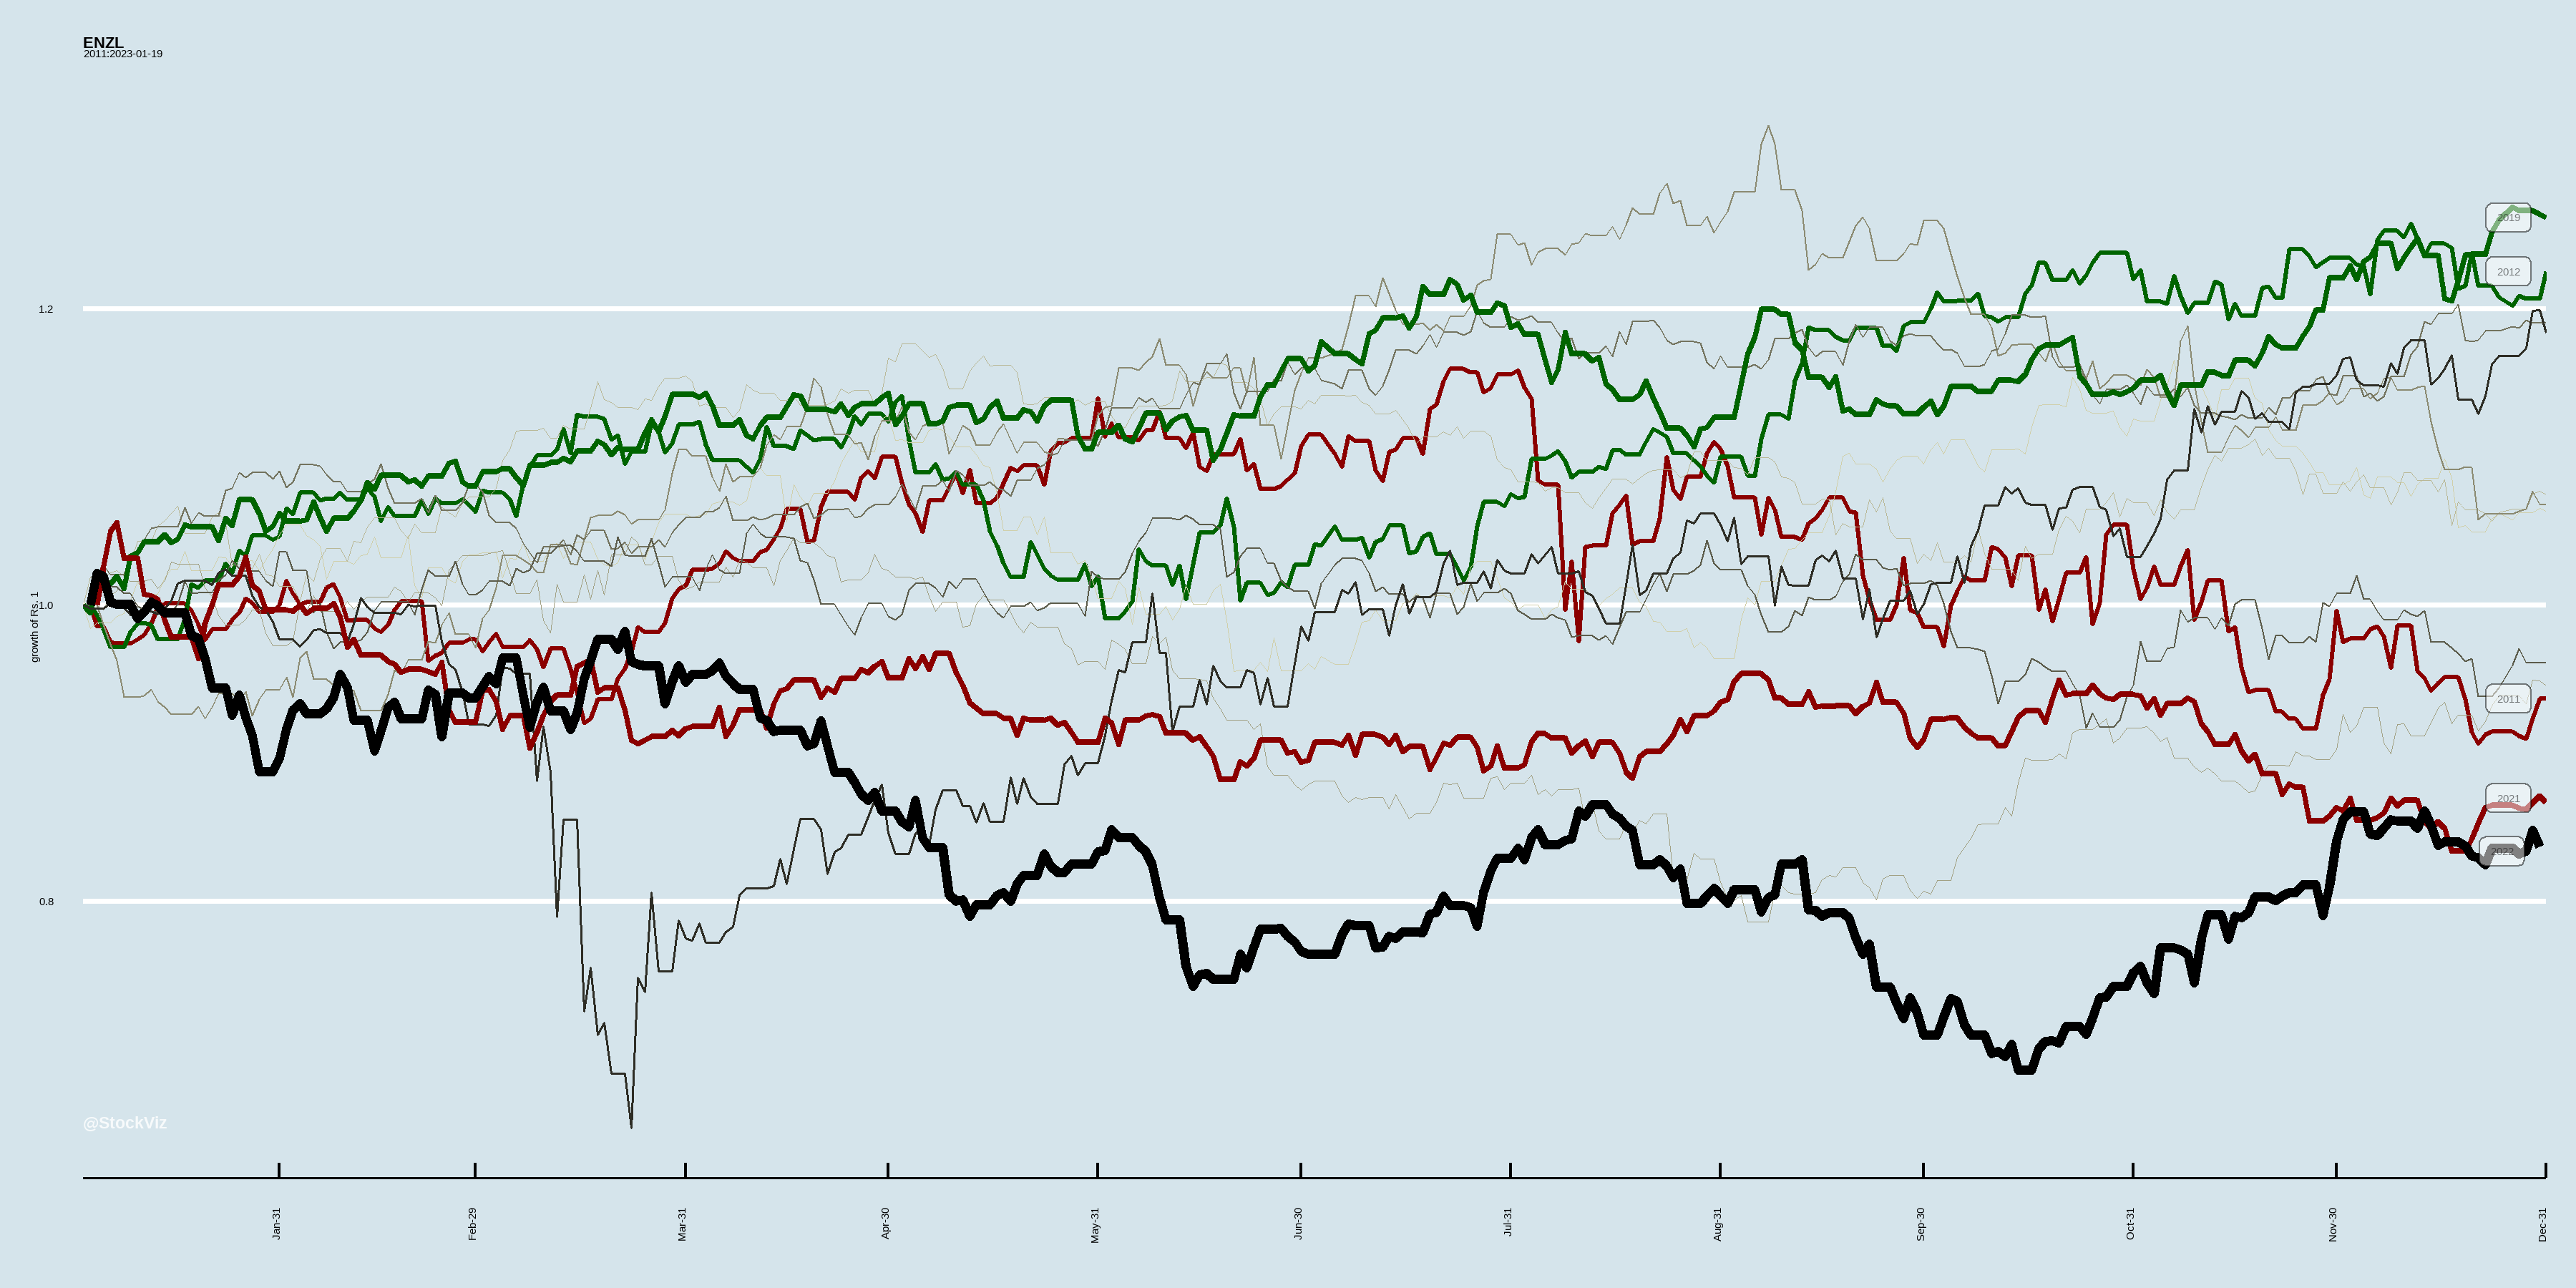 ENZL
2011:2023-01-19
growth of Rs. 1
1.2
1.0
0.8
2019
2012
2011
2021
2022
@StockViz
Jan-31
Feb-29
Mar-31
Apr-30
May-31
Jun-30
Jul-31
Aug-31
Sep-30
Oct-31
Nov-30
Dec-31